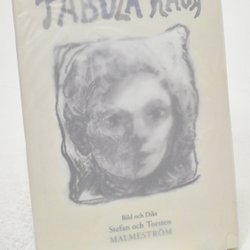 TABULA RASA
Bild och Dikt
Stefan och Torsten
MALMESTRÖM